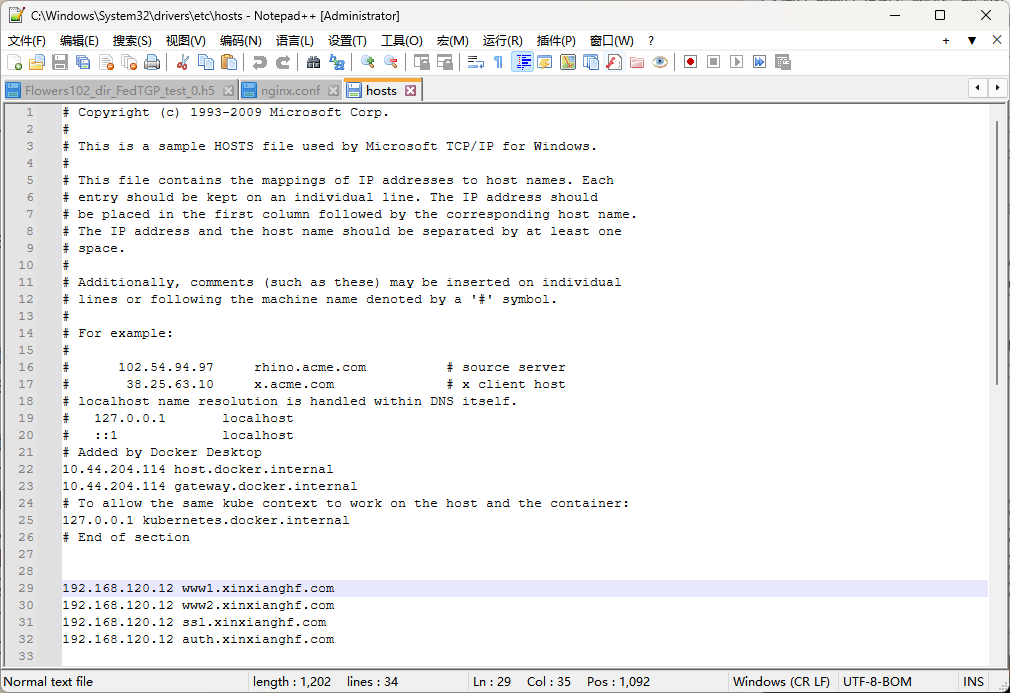 C:\Windows\System32\drivers\etc\hosts - Notepad++ [Administrator]
文件(F) 编辑(E) 搜索(S) 视图(V) 编码(N) 语言(L) 设置(T) 工具(O) 宏(M) 运行(R) 插件(P) 窗口(W) ?
Flowers102_dir_FedTGP_test_0.h5 nginx.conf hosts
1 # Copyright (c) 1993-2009 Microsoft Corp.
2 #
3 # This is a sample HOSTS file used by Microsoft TCP/IP for Windows.
4 #
5 # This file contains the mappings of IP addresses to host names. Each
6 # entry should be kept on an individual line. The IP address should
7 # be placed in the first column followed by the corresponding host name.
8 # The IP address and the host name should be separated by at least one
9 # space.
10 #
11 # Additionally, comments (such as these) may be inserted on individual
12 # lines or following the machine name denoted by a '#' symbol.
13 #
14 # For example:
15 #
16 #      102.54.94.97     rhino.acme.com          # source server
17 #       38.25.63.10     x.acme.com              # x client host
18 # localhost name resolution is handled within DNS itself.
19 #   127.0.0.1       localhost
20 #   ::1             localhost
21 # Added by Docker Desktop
22 10.44.204.114 host.docker.internal
23 10.44.204.114 gateway.docker.internal
24 # To allow the same kube context to work on the host and the container:
25 127.0.0.1 kubernetes.docker.internal
26 # End of section
27
28
29 192.168.120.12 www1.xinxianghf.com
30 192.168.120.12 www2.xinxianghf.com
31 192.168.120.12 ssl.xinxianghf.com
32 192.168.120.12 auth.xinxianghf.com
33
Normal text file length : 1,202 lines : 34 Ln : 29 Col : 35 Pos : 1,092 Windows (CR LF) UTF-8-BOM INS